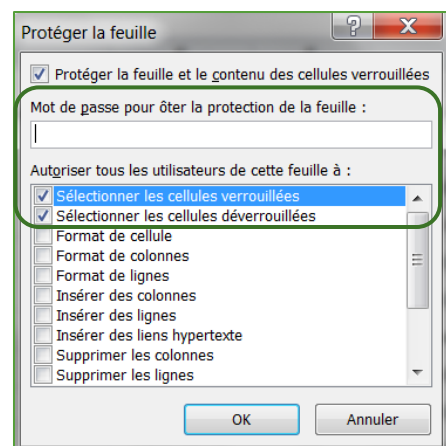 Protéger la feuille
Protéger la feuille et le contenu des cellules verrouillées
Mot de passe pour ôter la protection de la feuille :
Autoriser tous les utilisateurs de cette feuille à :
Sélectionner les cellules verrouillées
Sélectionner les cellules déverrouillées
Format de cellule
Format de colonnes
Format de lignes
Insérer des colonnes
Insérer des lignes
Insérer des liens hypertexte
Supprimer les colonnes
Supprimer les lignes
OK
Annuler